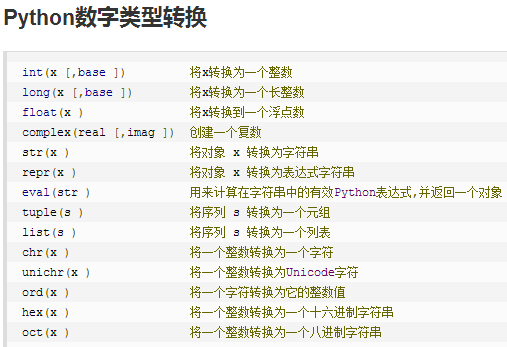 Python数字类型转换
int(x [,base ]) 将x转换为一个整数
long(x [,base ]) 将x转换为一个长整数
float(x ) 将x转换到一个浮点数
complex(real [,imag ]) 创建一个复数
str(x ) 将对象 x 转换为字符串
repr(x ) 将对象 x 转换为表达式字符串
eval(str ) 用来计算在字符串中的有效Python表达式,并返回一个对象
tuple(s ) 将序列 s 转换为一个元组
list(s ) 将序列 s 转换为一个列表
chr(x ) 将一个整数转换为一个字符
unichr(x ) 将一个整数转换为Unicode字符
ord(x ) 将一个字符转换为它的整数值
hex(x ) 将一个整数转换为一个十六进制字符串
oct(x ) 将一个整数转换为一个八进制字符串